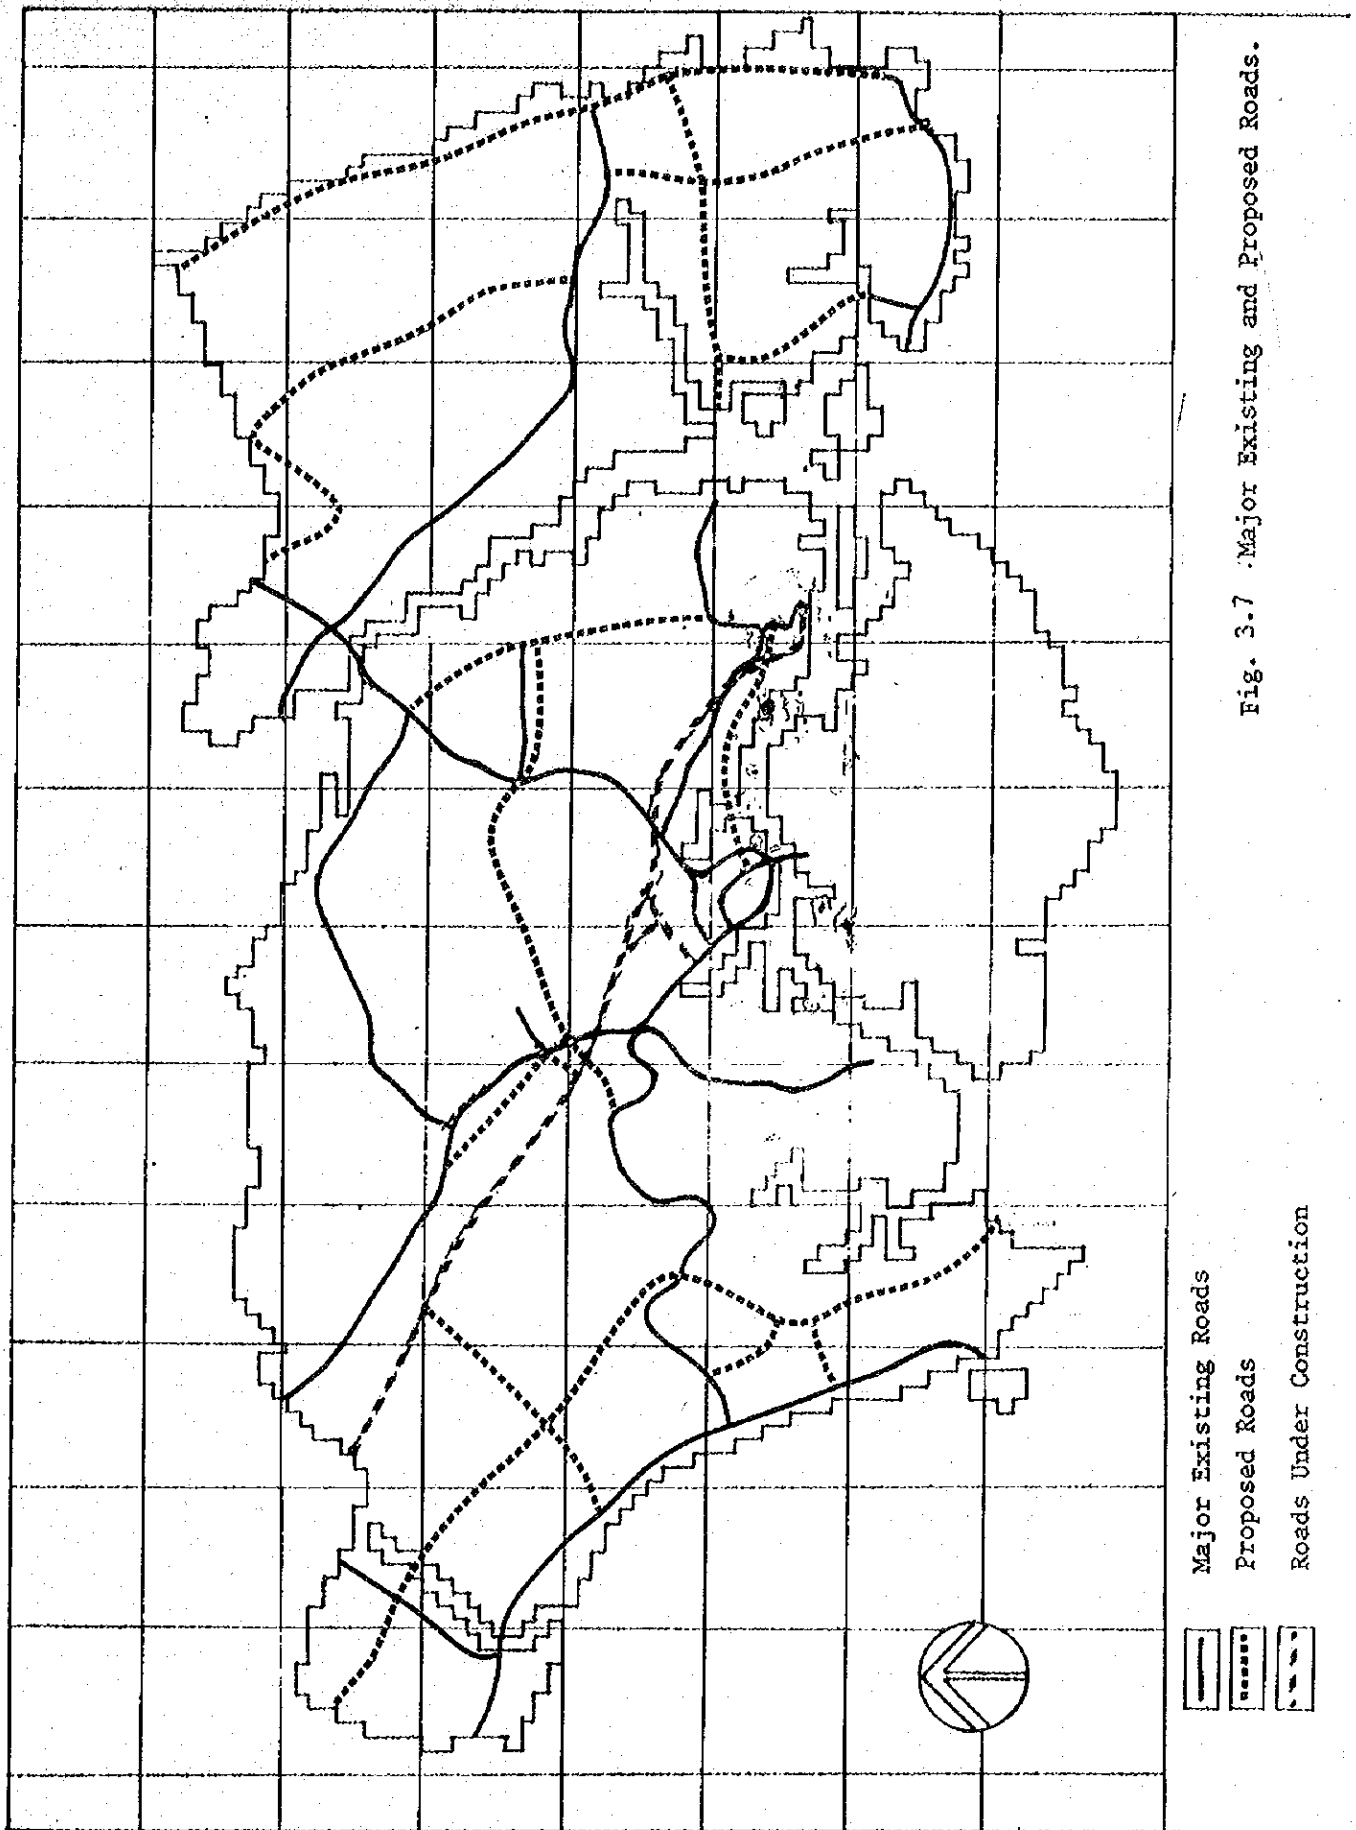 Major Existing Roads
Proposed Roads
Roads Under Construction
Fig. 3.7 Major Existing and Proposed Roads.